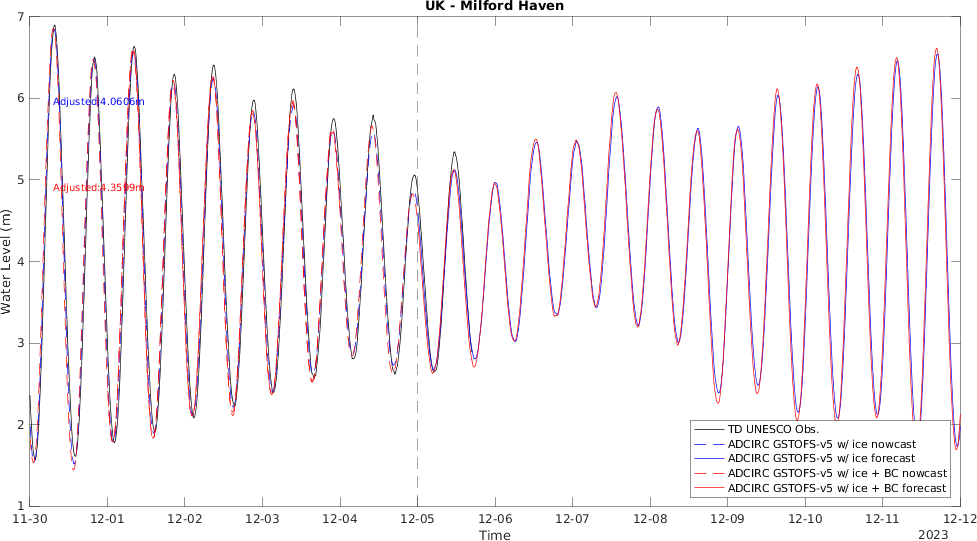 UK - Milford Haven
7
6
5
4
3
2
1
Water Level (m)
Adjusted:4.0606m
Adjusted:4.3599m
TD UNESCO Obs.
ADCIRC GSTOFS-v5 w/ ice nowcast
ADCIRC GSTOFS-v5 w/ ice forecast
ADCIRC GSTOFS-v5 w/ ice + BC nowcast
ADCIRC GSTOFS-v5 w/ ice + BC forecast
11-30 12-01 12-02 12-03 12-04 12-05 12-06 12-07 12-08 12-09 12-10 12-11 12-12
Time
2023